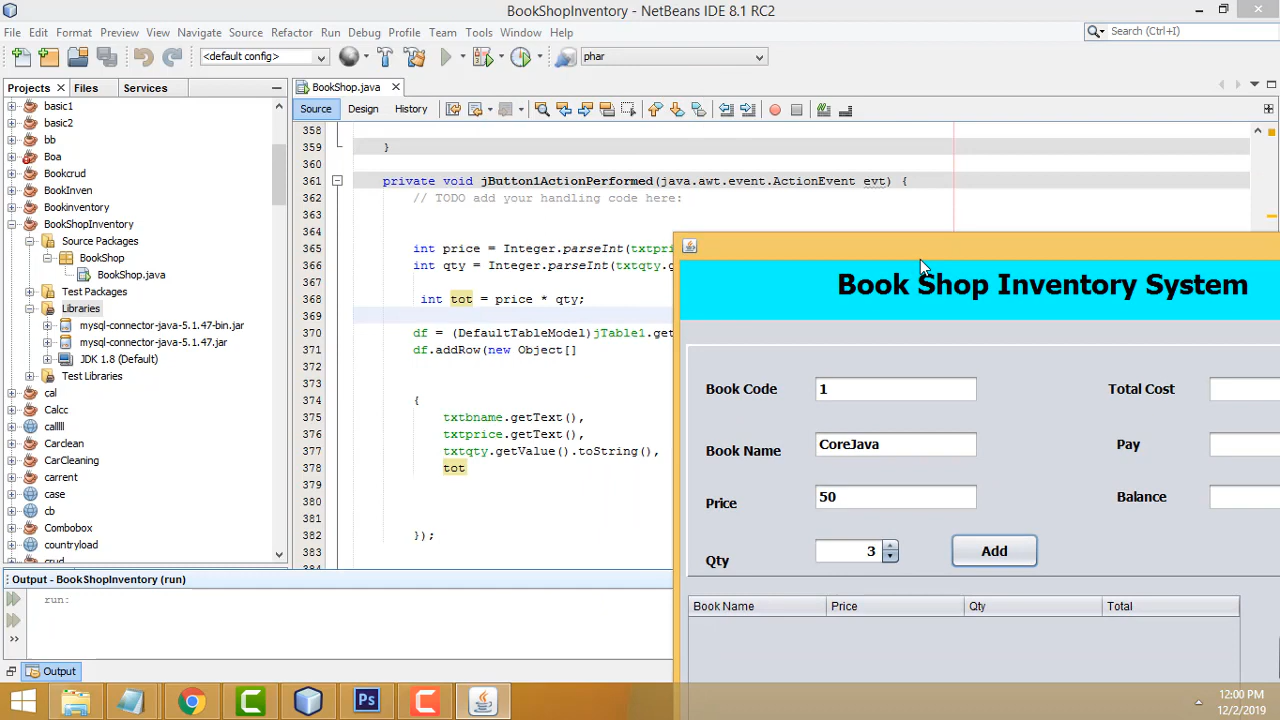 BookShopInventory - NetBeans IDE 8.1 RC2
File Edit Format Preview View Navigate Source Refactor Run Debug Profile Team Tools Window Help
Search (Ctrl+I)
<default config>
phar
Projects Files Services
BookShop.java
Source Design History
basic1
basic2
bb
Boa
Bookcrud
BookInven
Bookinventory
BookShopInventory
Source Packages
BookShop
BookShop.java
Test Packages
Libraries
mysql-connector-java-5.1.47-bin.jar
mysql-connector-java-5.1.47.jar
JDK 1.8 (Default)
Test Libraries
cal
Calcc
callll
Carclean
CarCleaning
carrent
case
cb
Combobox
countryload
crud
358
359 }
360
361 private void jButton1ActionPerformed(java.awt.event.ActionEvent evt) {
362 // TODO add your handling code here:
363
365 int price = Integer.parseInt(txtpri
366 int qty = Integer.parseInt(txtqty.g
368 int tot = price * qty;
369
370 df = (DefaultTableModel)jTable1.get
371 df.addRow(new Object[]
372
373
374 {
375 txtbname.getText(),
376 txtprice.getText(),
377 txtqty.getValue().toString(),
378 tot
379
380
381
382 });
383
Book Shop Inventory System
Book Code 1 Total Cost
Book Name CoreJava Pay
Price 50 Balance
Qty 3 Add
Book Name Price Qty Total
Output - BookShopInventory (run)
run:
Output
Ps
12:00 PM
12/2/2019